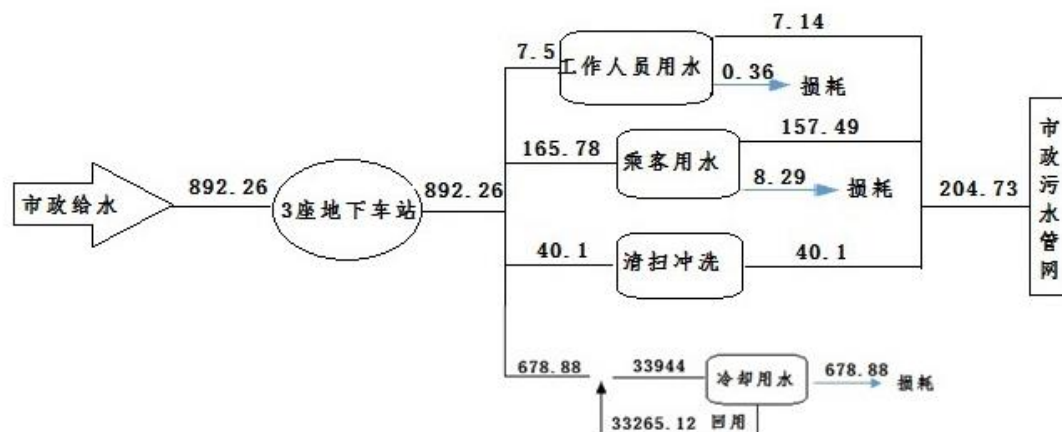 7.14
7.5
工作人员用水
0.36
损耗
157.49
165.78
乘客用水
8.29
损耗
市政给水
892.26
3座地下车站
892.26
204.73
市政污水管网
40.1
清扫冲洗
40.1
678.88
33944
冷却用水
678.88
损耗
33265.12
回用